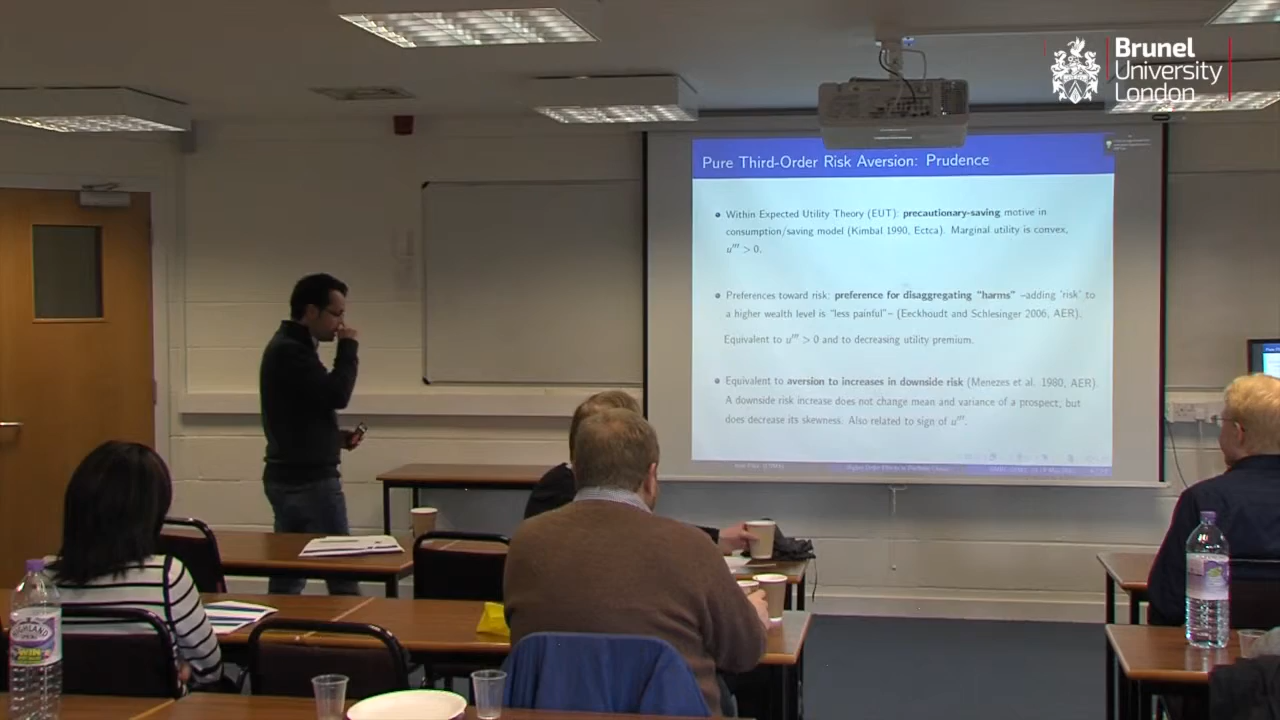 Brunel
University
London
Pure Third-Order Risk Aversion: Prudence
Within Expected Utility Theory (EUT): precautionary-saving motive in
consumption/saving model (Kimbal 1990, Ectca). Marginal utility is convex,
u''' > 0.
Preferences toward risk: preference for disaggregating "harms" –adding "risk" to
a higher wealth level is "less painful"– (Eeckhoudt and Schlesinger 2006, AER).
Equivalent to u''' > 0 and to decreasing utility premium.
Equivalent to aversion to increases in downside risk (Menezes et al. 1980, AER).
A downside risk increase does not change mean and variance of a prospect, but
does decrease its skewness. Also related to sign of u'''.
HIGHLAND
WIN